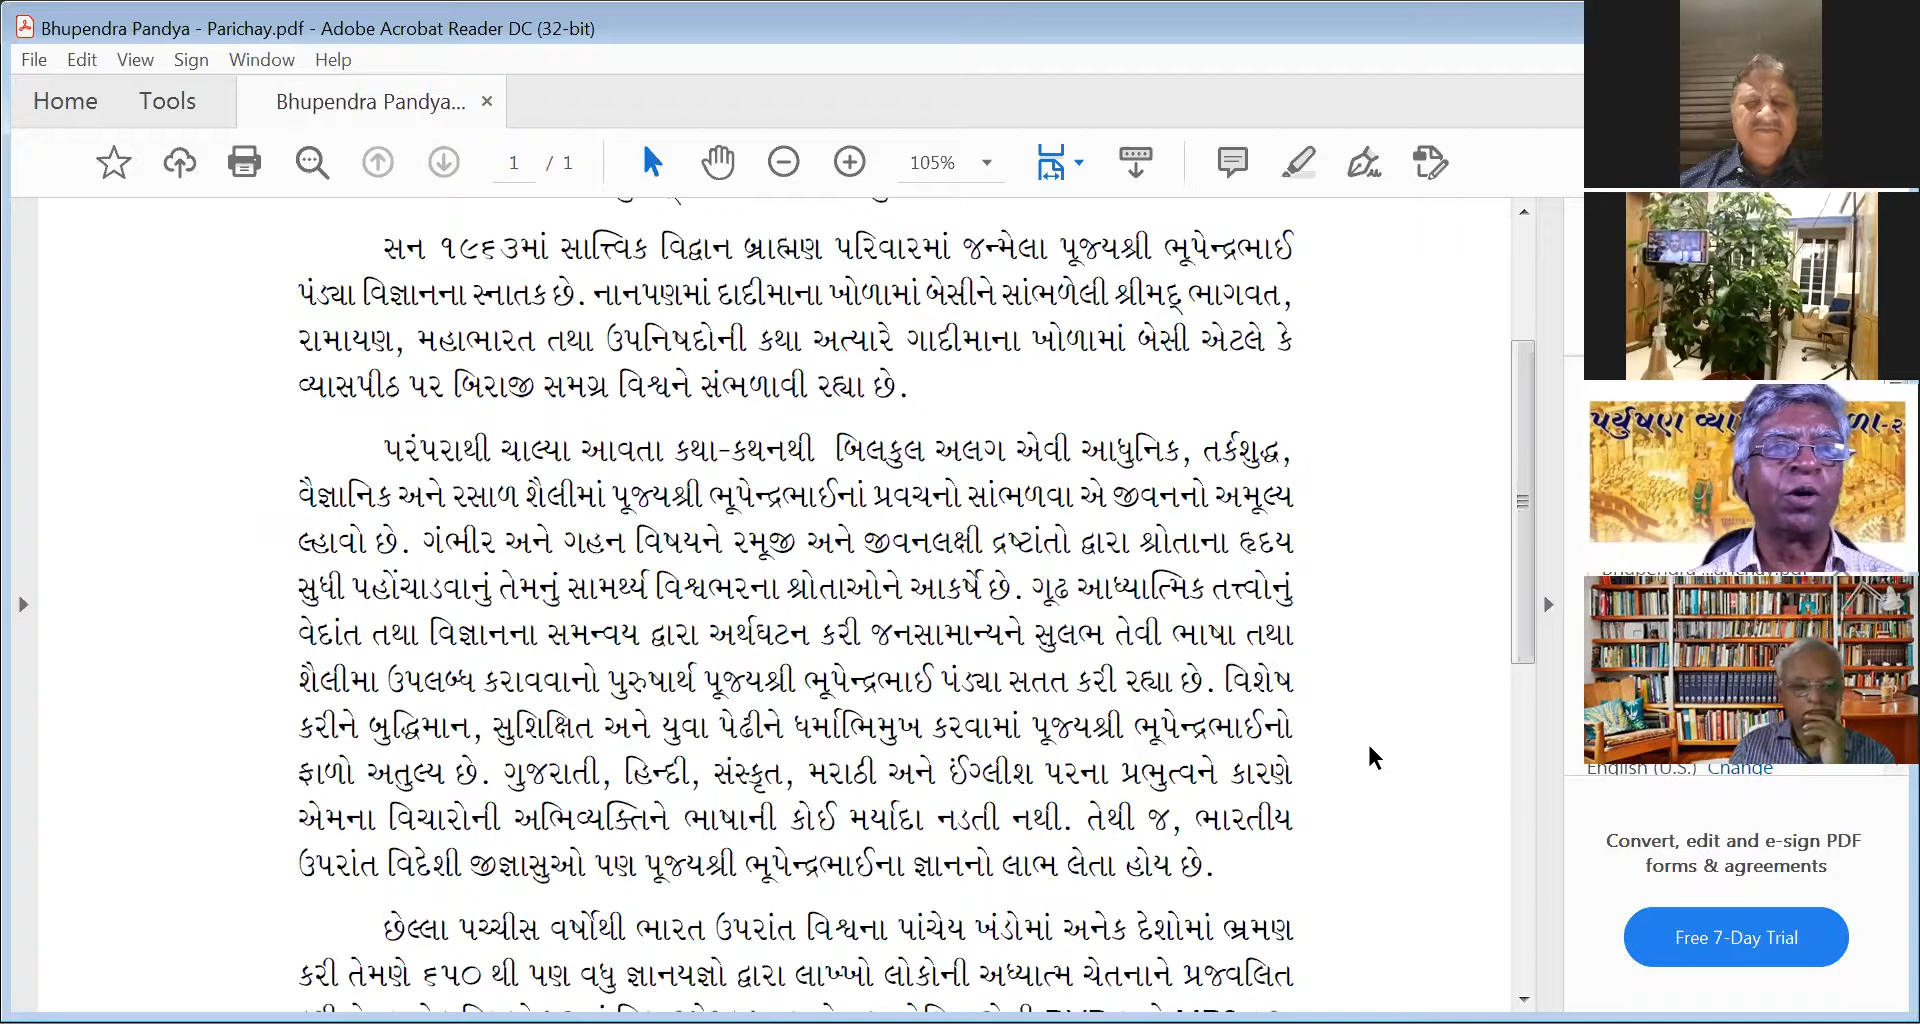 Bhupendra Pandya - Parichay.pdf - Adobe Acrobat Reader DC (32-bit)
File Edit View Sign Window Help
Home Tools Bhupendra Pandya... ×
1 / 1 105%
સન ૧૯૬૩માં સાત્ત્વિક વિદ્વાન બ્રાહ્મણ પરિવારમાં જન્મેલા પૂજ્યશ્રી ભૂપેન્દ્રભાઈ
પંડ્યા વિજ્ઞાનના સ્નાતક છે. નાનપણમાં દાદીમાના ખોળામાં બેસીને સાંભળેલી શ્રીમદ્ ભાગવત,
રામાયણ, મહાભારત તથા ઉપનિષદોની કથા અત્યારે ગાદીમાના ખોળામાં બેસી એટલે કે
વ્યાસપીઠ પર બિરાજી સમગ્ર વિશ્વને સંભળાવી રહ્યા છે.
પરંપરાથી ચાલ્યા આવતા કથા-કથનથી બિલકુલ અલગ એવી આધુનિક, તર્કશુદ્ધ,
વૈજ્ઞાનિક અને રસાળ શૈલીમાં પૂજ્યશ્રી ભૂપેન્દ્રભાઈનાં પ્રવચનો સાંભળવા એ જીવનનો અમૂલ્ય
લ્હાવો છે. ગંભીર અને ગહન વિષયને રમૂજી અને જીવનલક્ષી દ્રષ્ટાંતો દ્વારા શ્રોતાના હૃદય
સુધી પહોંચાડવાનું તેમનું સામર્થ્ય વિશ્વભરના શ્રોતાઓને આકર્ષે છે. ગૂઢ આધ્યાત્મિક તત્ત્વોનું
વેદાંત તથા વિજ્ઞાનના સમન્વય દ્વારા અર્થઘટન કરી જનસામાન્યને સુલભ તેવી ભાષા તથા
શૈલીમા ઉપલબ્ધ કરાવવાનો પુરુષાર્થ પૂજ્યશ્રી ભૂપેન્દ્રભાઈ પંડ્યા સતત કરી રહ્યા છે. વિશેષ
કરીને બુદ્ધિમાન, સુશિક્ષિત અને યુવા પેઢીને ધર્માભિમુખ કરવામાં પૂજ્યશ્રી ભૂપેન્દ્રભાઈનો
ફાળો અતુલ્ય છે. ગુજરાતી, હિન્દી, સંસ્કૃત, મરાઠી અને ઈંગ્લીશ પરના પ્રભુત્વને કારણે
એમના વિચારોની અભિવ્યક્તિને ભાષાની કોઈ મર્યાદા નડતી નથી. તેથી જ, ભારતીય
ઉપરાંત વિદેશી જીજ્ઞાસુઓ પણ પૂજ્યશ્રી ભૂપેન્દ્રભાઈના જ્ઞાનનો લાભ લેતા હોય છે.
છેલ્લા પચ્ચીસ વર્ષોથી ભારત ઉપરાંત વિશ્વના પાંચેય ખંડોમાં અનેક દેશોમાં ભ્રમણ
કરી તેમણે ૬૫૦ થી પણ વધુ જ્ઞાનયજ્ઞો દ્વારા લાખ્ખો લોકોની અધ્યાત્મ ચેતનાને પ્રજ્વલિત
પર્યુષણ
English (U.S.) Change
Convert, edit and e-sign PDF
forms & agreements
Free 7-Day Trial